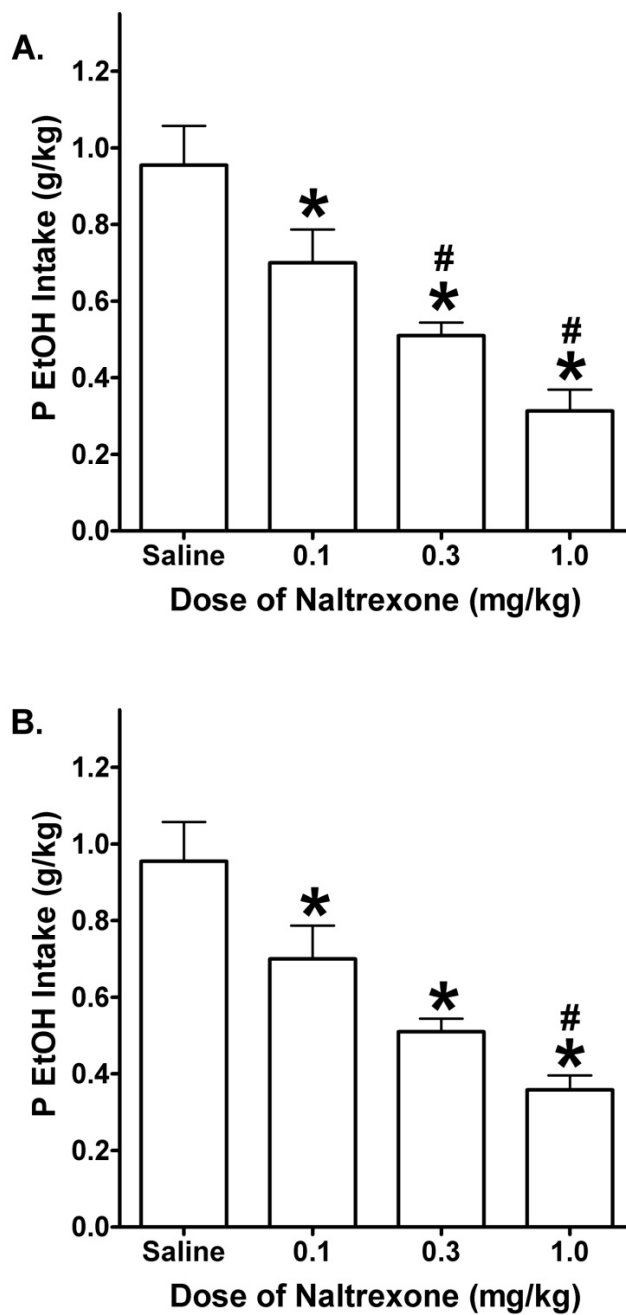 A.
P EtOH Intake (g/kg)
1.2
1.0
0.8
0.6
0.4
0.2
0.0
*
#
*
#
*
Saline 0.1 0.3 1.0
Dose of Naltrexone (mg/kg)
B.
P EtOH Intake (g/kg)
1.2
1.0
0.8
0.6
0.4
0.2
0.0
*
*
#
*
Saline 0.1 0.3 1.0
Dose of Naltrexone (mg/kg)